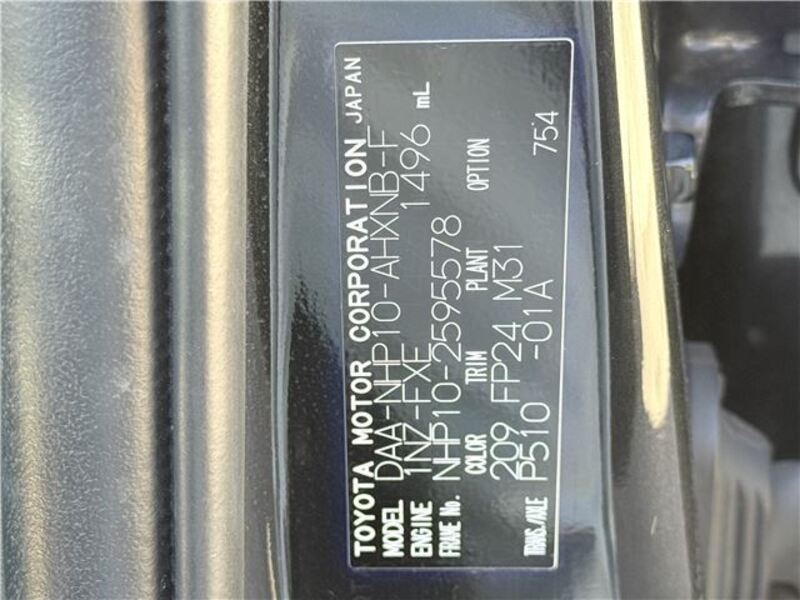 TOYOTA MOTOR CORPORATION JAPAN
MODEL DAA-NHP10-AHXNB-F
ENGINE 1NZ-FXE 1496 mL
FRAME No. NHP10-2595578
COLOR TRIM PLANT OPTION
209 FP24 M31
TRANS./AXLE P510 -01A 754